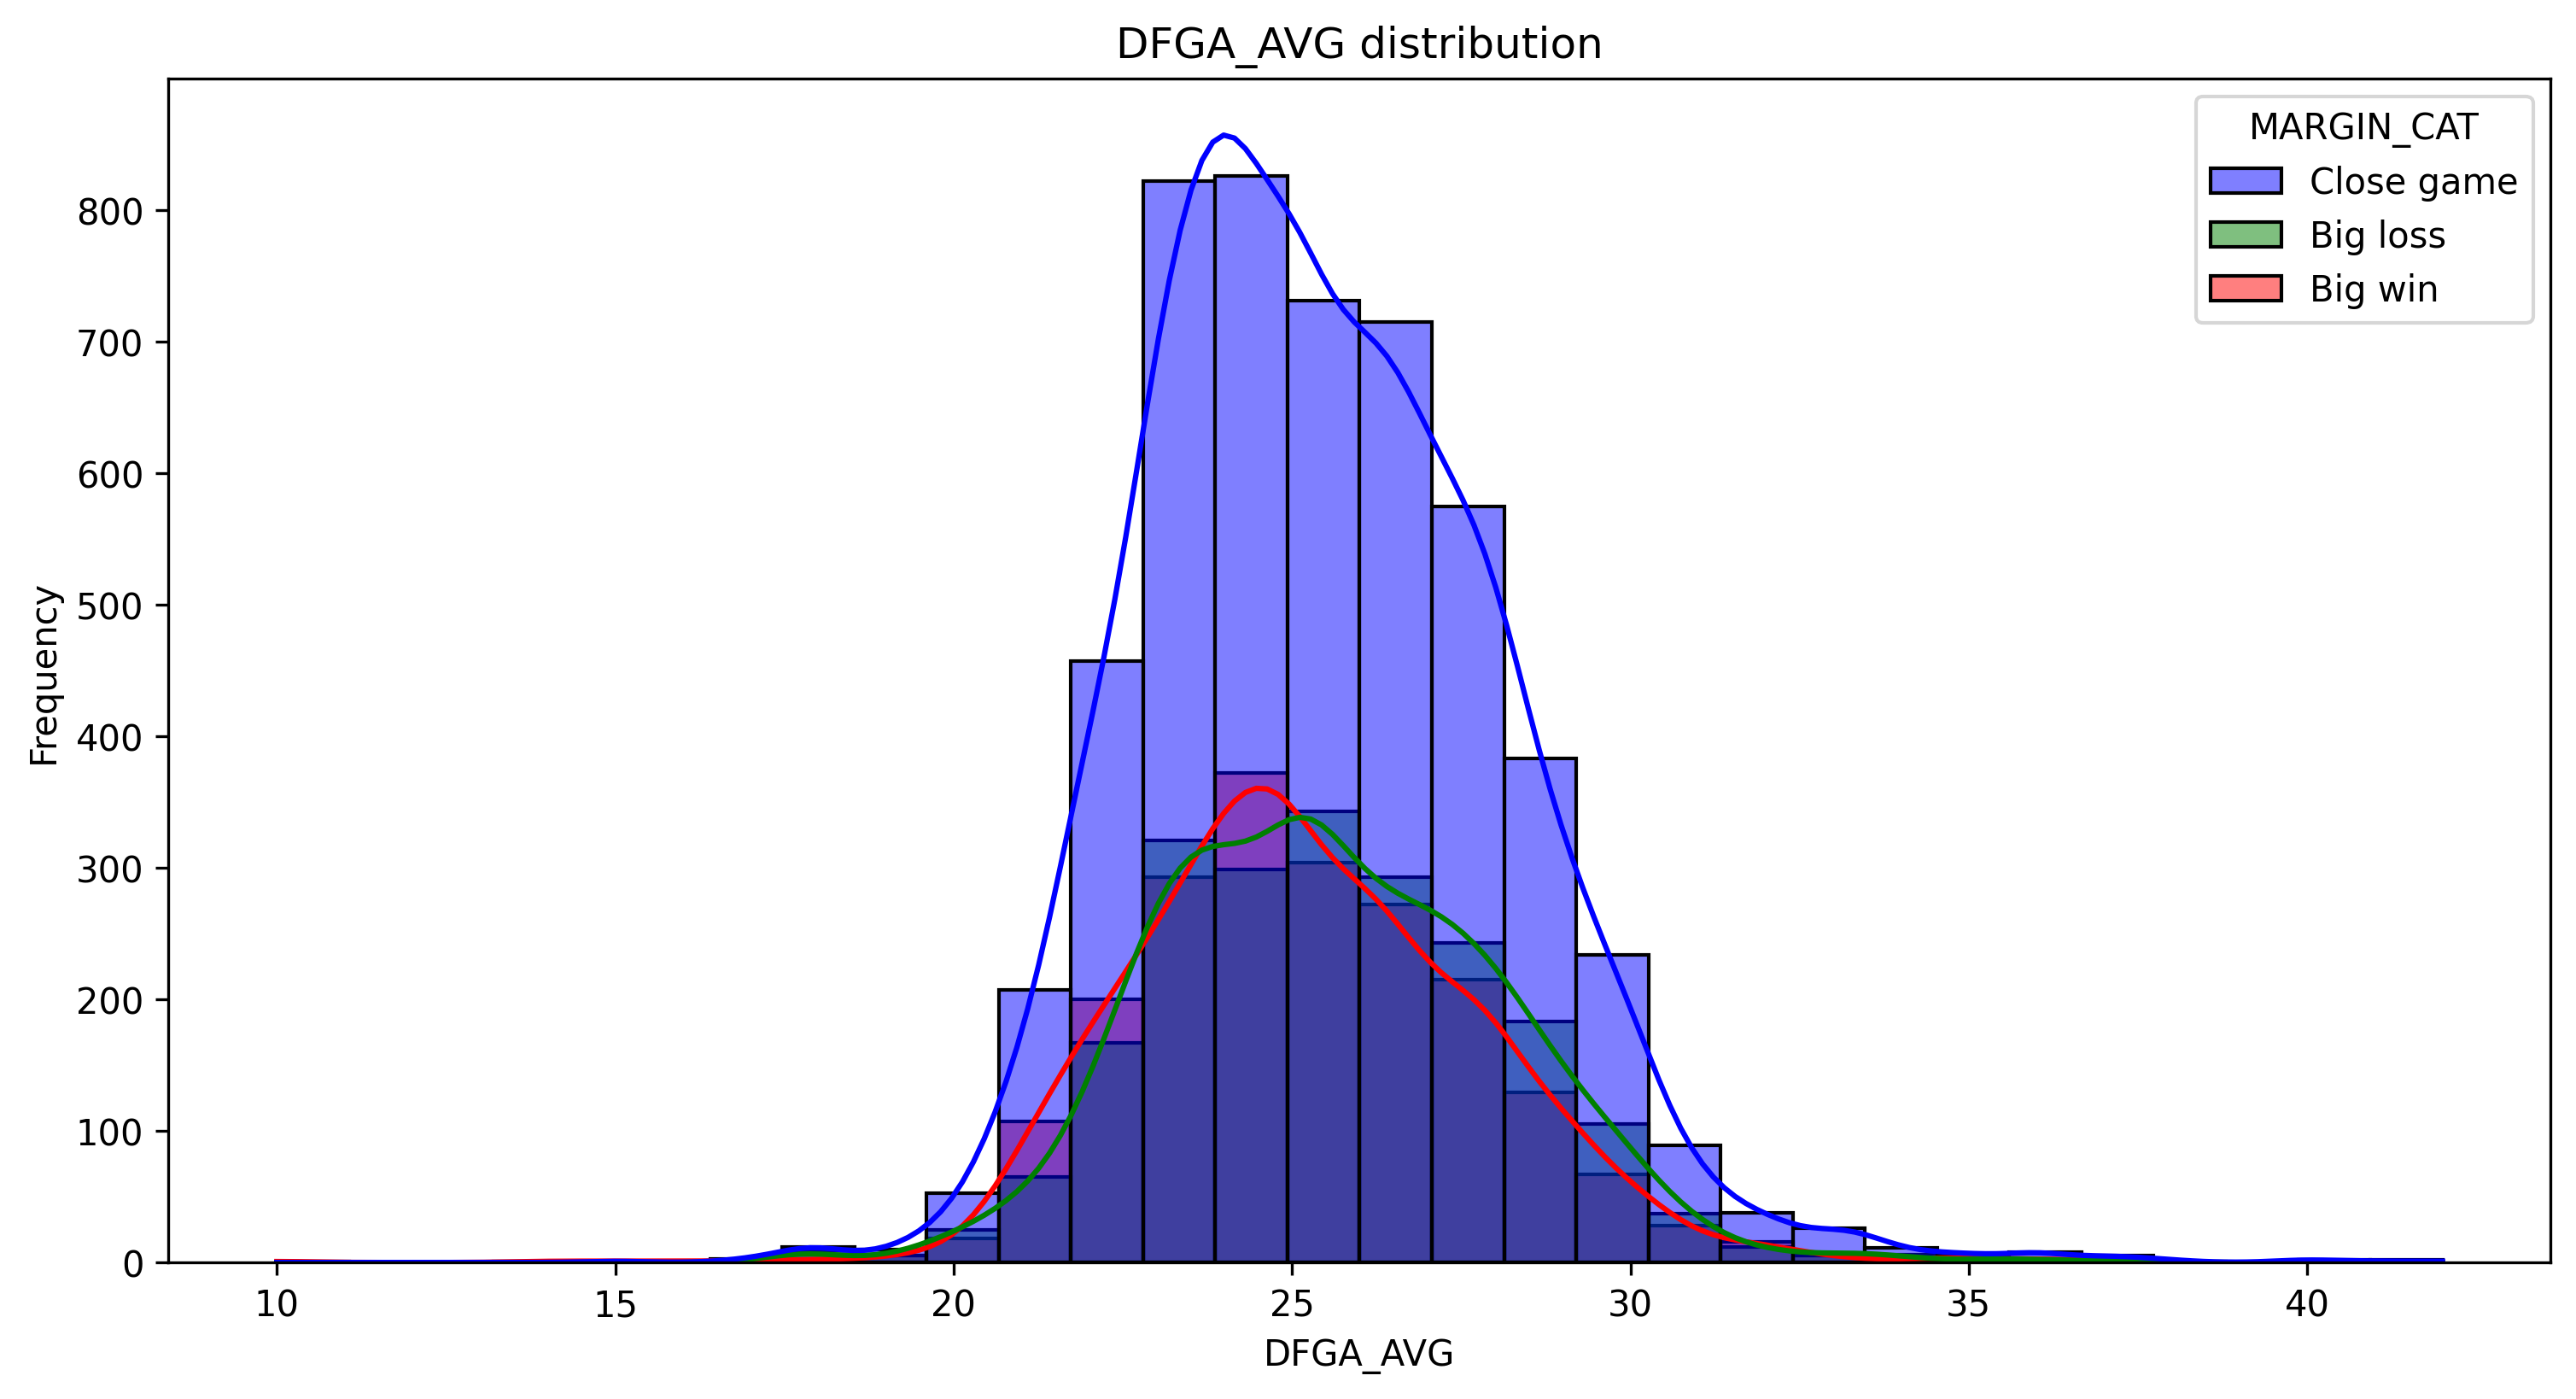 DFGA_AVG distribution
MARGIN_CAT
Close game
Big loss
Big win
Frequency
800
700
600
500
400
300
200
100
0
10 15 20 25 30 35 40
DFGA_AVG